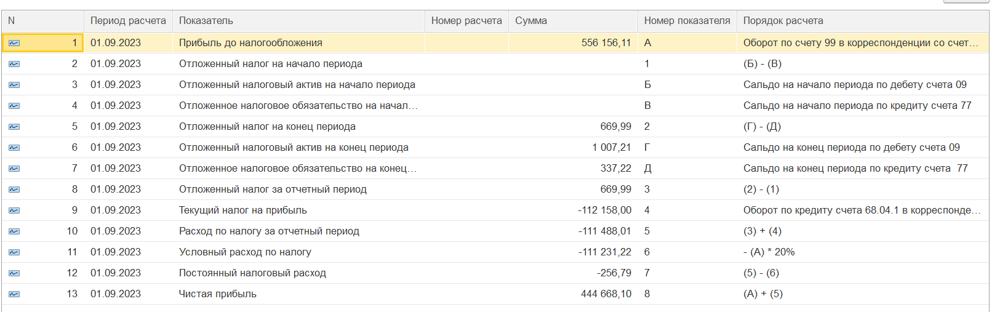 N Период расчета Показатель Номер расчета Сумма Номер показателя Порядок расчета
1 01.09.2023 Прибыль до налогообложения 556 156,11 А Оборот по счету 99 в корреспонденции со счет…
2 01.09.2023 Отложенный налог на начало периода 1 (Б) - (В)
3 01.09.2023 Отложенный налоговый актив на начало периода Б Сальдо на начало периода по дебету счета 09
4 01.09.2023 Отложенное налоговое обязательство на начал… В Сальдо на начало периода по кредиту счета 77
5 01.09.2023 Отложенный налог на конец периода 669,99 2 (Г) - (Д)
6 01.09.2023 Отложенный налоговый актив на конец периода 1 007,21 Г Сальдо на конец периода по дебету счета 09
7 01.09.2023 Отложенное налоговое обязательство на конец… 337,22 Д Сальдо на конец периода по кредиту счета 77
8 01.09.2023 Отложенный налог за отчетный период 669,99 3 (2) - (1)
9 01.09.2023 Текущий налог на прибыль -112 158,00 4 Оборот по кредиту счета 68.04.1 в корреспонде…
10 01.09.2023 Расход по налогу за отчетный период -111 488,01 5 (3) + (4)
11 01.09.2023 Условный расход по налогу -111 231,22 6 - (А) * 20%
12 01.09.2023 Постоянный налоговый расход -256,79 7 (5) - (6)
13 01.09.2023 Чистая прибыль 444 668,10 8 (А) + (5)